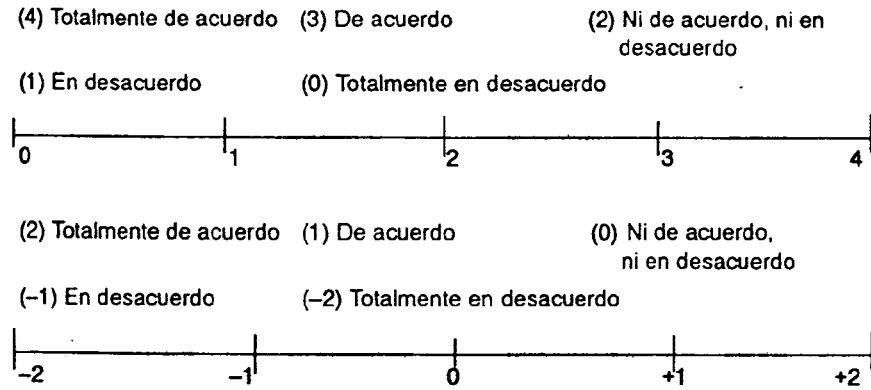 (4) Totalmente de acuerdo (3) De acuerdo (2) Ni de acuerdo, ni en
desacuerdo
(1) En desacuerdo (0) Totalmente en desacuerdo
0 1 2 3 4
(2) Totalmente de acuerdo (1) De acuerdo (0) Ni de acuerdo,
ni en desacuerdo
(–1) En desacuerdo (–2) Totalmente en desacuerdo
–2 –1 0 +1 +2